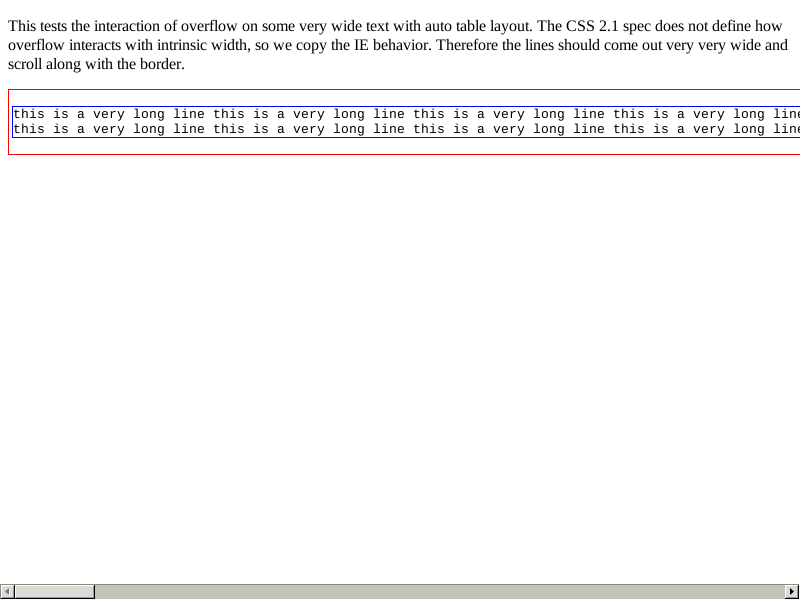 This tests the interaction of overflow on some very wide text with auto table layout. The CSS 2.1 spec does not define how
overflow interacts with intrinsic width, so we copy the IE behavior. Therefore the lines should come out very very wide and
scroll along with the border.
this is a very long line this is a very long line this is a very long line this is a very long line
this is a very long line this is a very long line this is a very long line this is a very long line